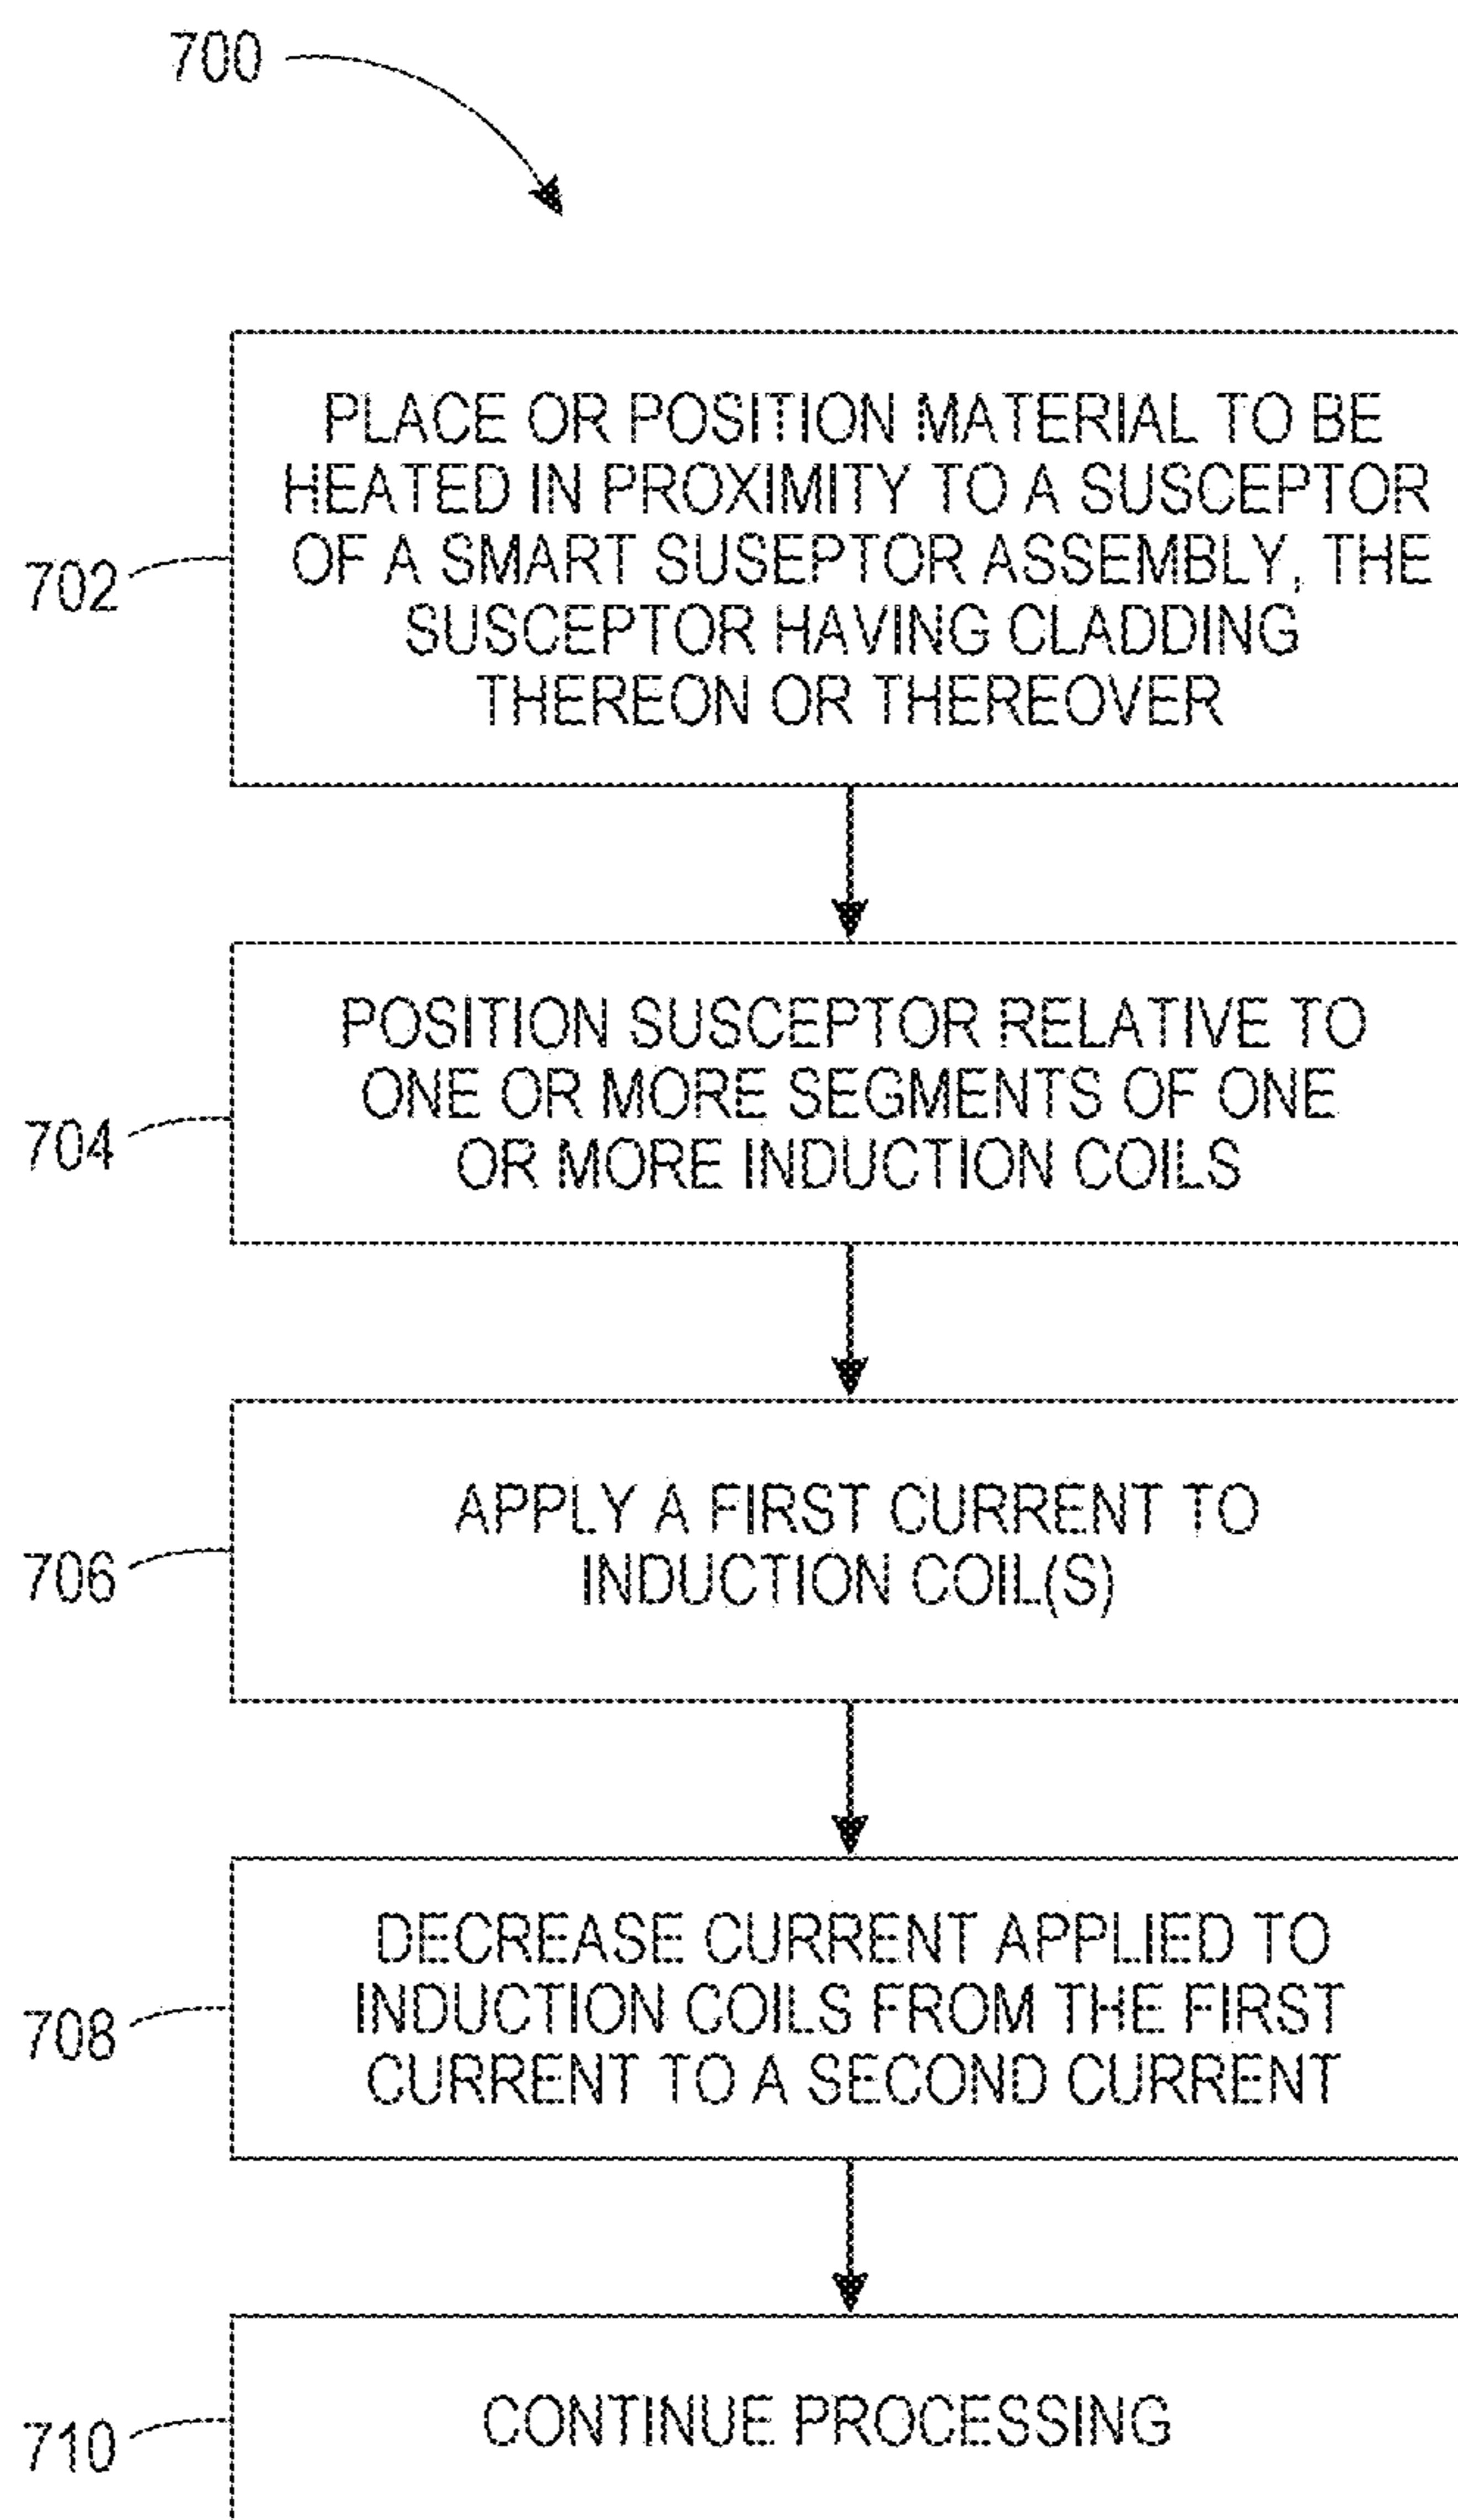 700
702
PLACE OR POSITION MATERIAL TO BE
HEATED IN PROXIMITY TO A SUSCEPTOR
OF A SMART SUSEPTOR ASSEMBLY, THE
SUSCEPTOR HAVING CLADDING
THEREON OR THEREOVER
704
POSITION SUSCEPTOR RELATIVE TO
ONE OR MORE SEGMENTS OF ONE
OR MORE INDUCTION COILS
706
APPLY A FIRST CURRENT TO
INDUCTION COIL(S)
708
DECREASE CURRENT APPLIED TO
INDUCTION COILS FROM THE FIRST
CURRENT TO A SECOND CURRENT
710
CONTINUE PROCESSING